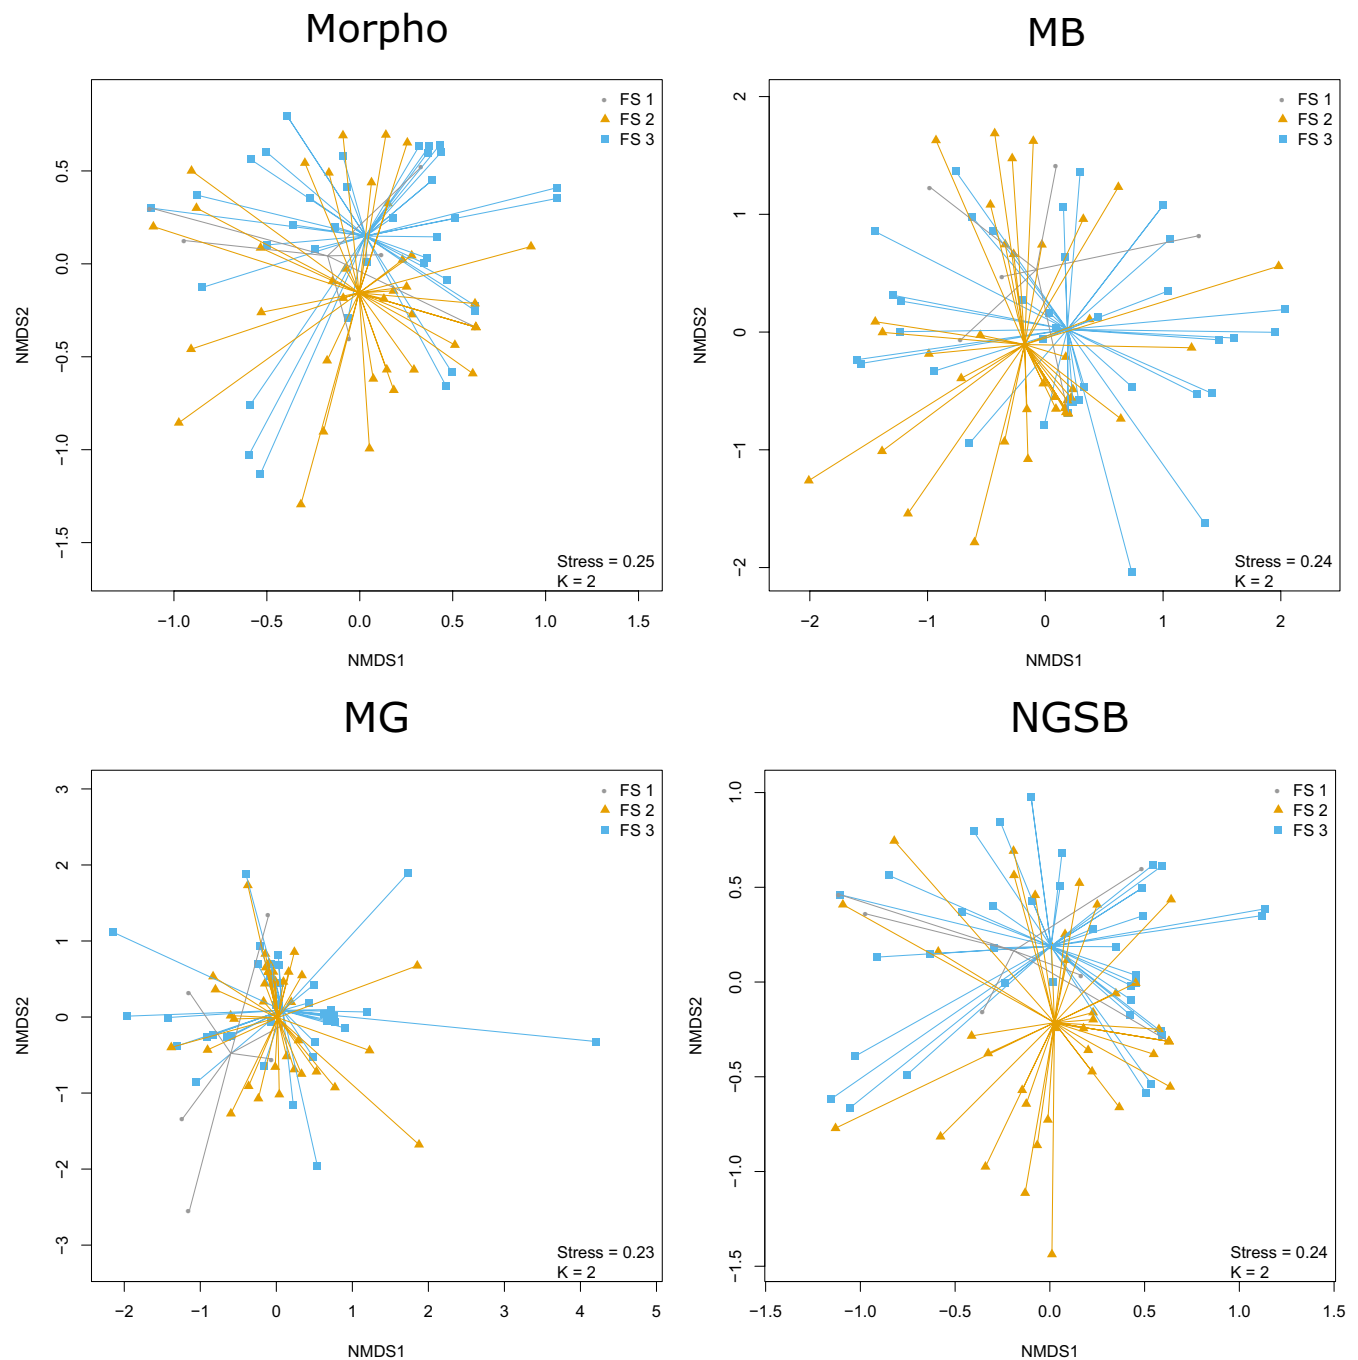 Morpho
FS 1
FS 2
FS 3
0.5
0.0
−0.5
−1.0
−1.5
NMDS2
Stress = 0.25
K = 2
−1.0 −0.5 0.0 0.5 1.0 1.5
NMDS1
MB
FS 1
FS 2
FS 3
2
1
0
−1
−2
NMDS2
Stress = 0.24
K = 2
−2 −1 0 1 2
NMDS1
MG
FS 1
FS 2
FS 3
3
2
1
0
−1
−2
−3
NMDS2
Stress = 0.23
K = 2
−2 −1 0 1 2 3 4 5
NMDS1
NGSB
FS 1
FS 2
FS 3
1.0
0.5
0.0
−0.5
−1.0
−1.5
NMDS2
Stress = 0.24
K = 2
−1.5 −1.0 −0.5 0.0 0.5 1.0 1.5
NMDS1